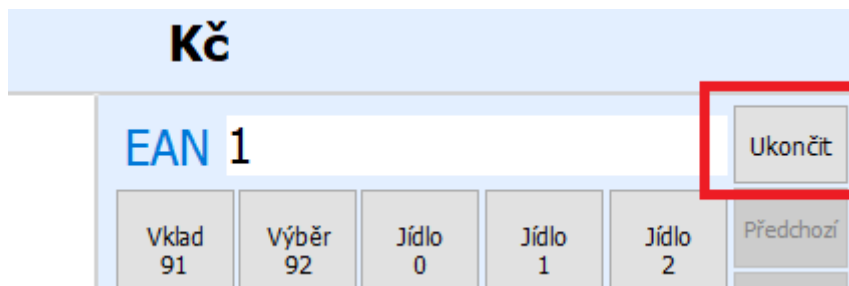 Kč
EAN 1
Ukončit
Vklad
91
Výběr
92
Jídlo
0
Jídlo
1
Jídlo
2
Předchozí